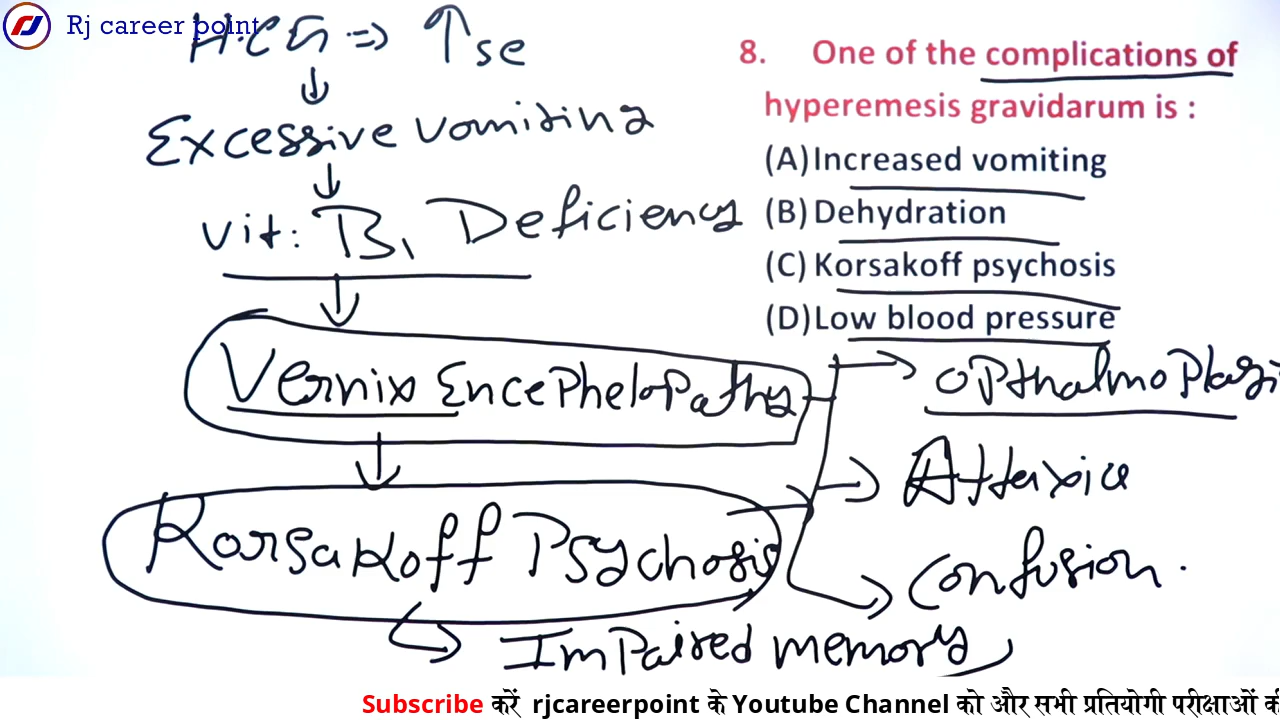 Rj career point
H.C.G => ↑se
Excessive vomiting
vit: B1 Deficiency
Vernix EncePheloPathy
Korsakoff Psychosis
ImPaired memory
8. One of the complications of
hyperemesis gravidarum is :
(A) Increased vomiting
(B) Dehydration
(C) Korsakoff psychosis
(D) Low blood pressure
oPthalmoPlagi
Attaxia
Confusion.
Subscribe करें rjcareerpoint के Youtube Channel को और सभी प्रतियोगी परीक्षाओं की